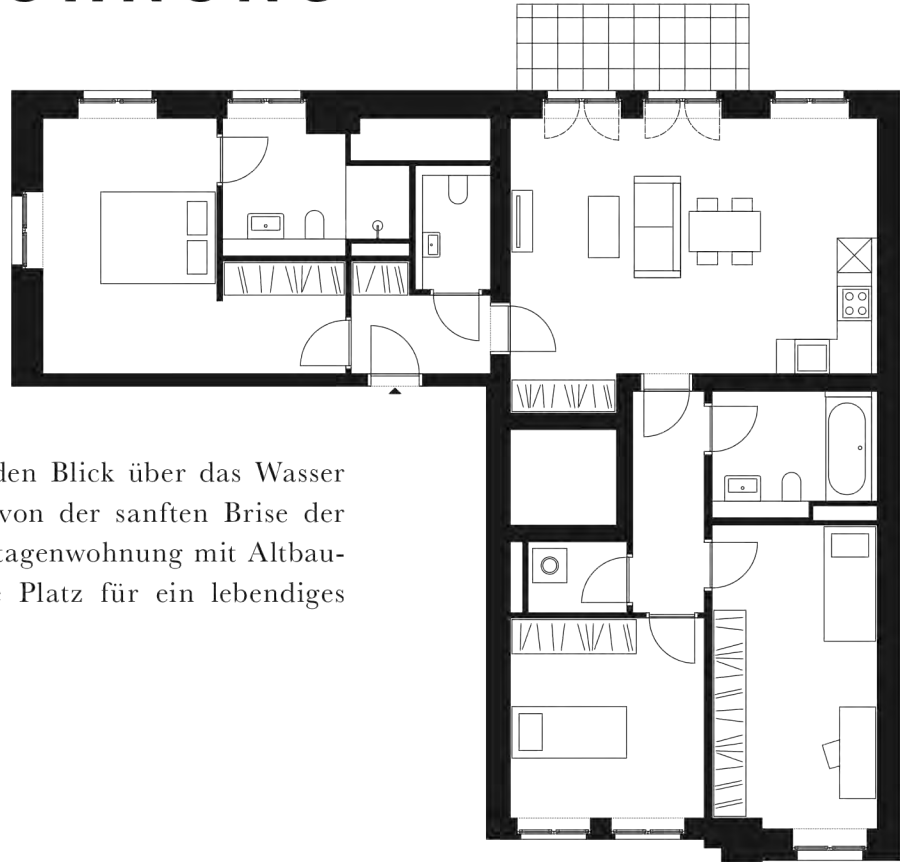 den Blick über das Wasser
von der sanften Brise der
tagenwohnung mit Altbau-
Platz für ein lebendiges